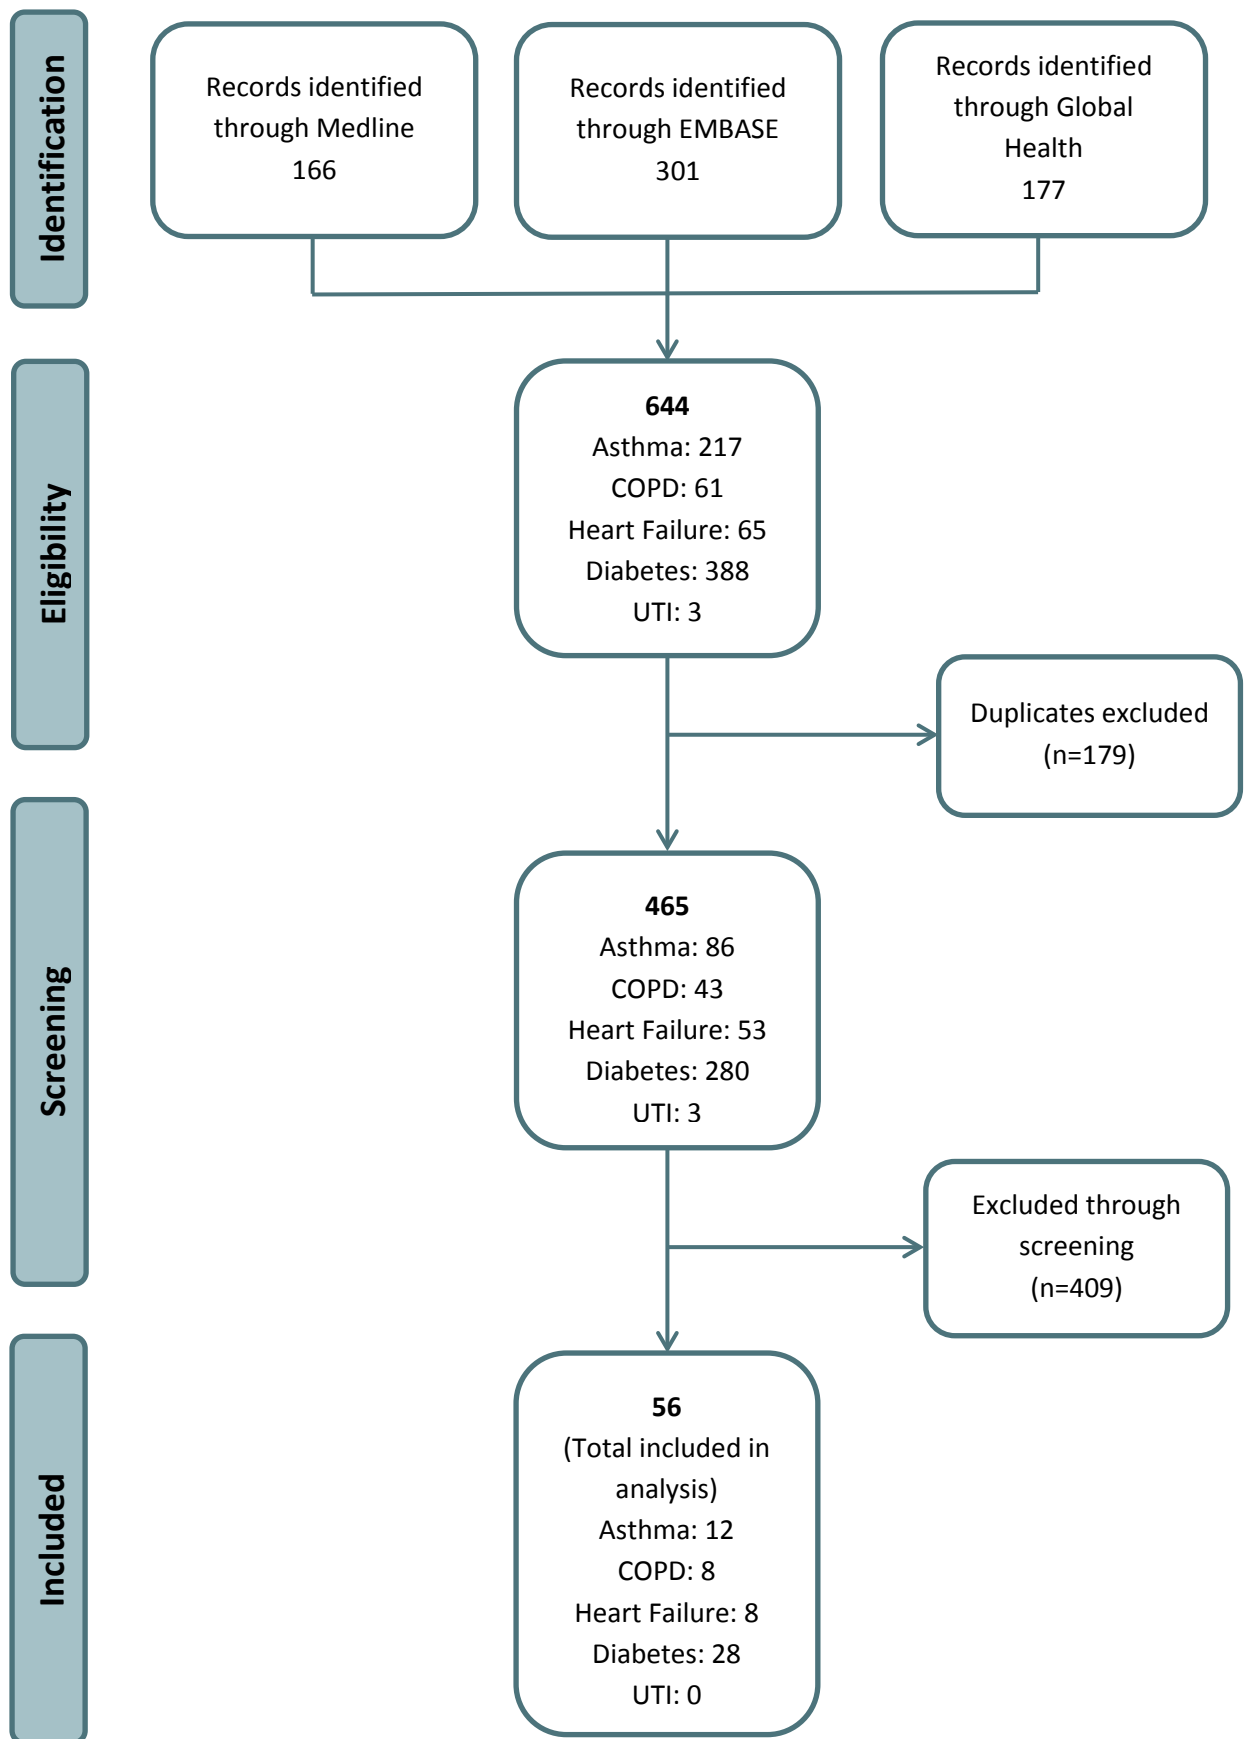 Identification
Records identified
through Medline
166
Records identified
through EMBASE
301
Records identified
through Global
Health
177
Eligibility
644
Asthma: 217
COPD: 61
Heart Failure: 65
Diabetes: 388
UTI: 3
Duplicates excluded
(n=179)
Screening
465
Asthma: 86
COPD: 43
Heart Failure: 53
Diabetes: 280
UTI: 3
Excluded through
screening
(n=409)
Included
56
(Total included in
analysis)
Asthma: 12
COPD: 8
Heart Failure: 8
Diabetes: 28
UTI: 0